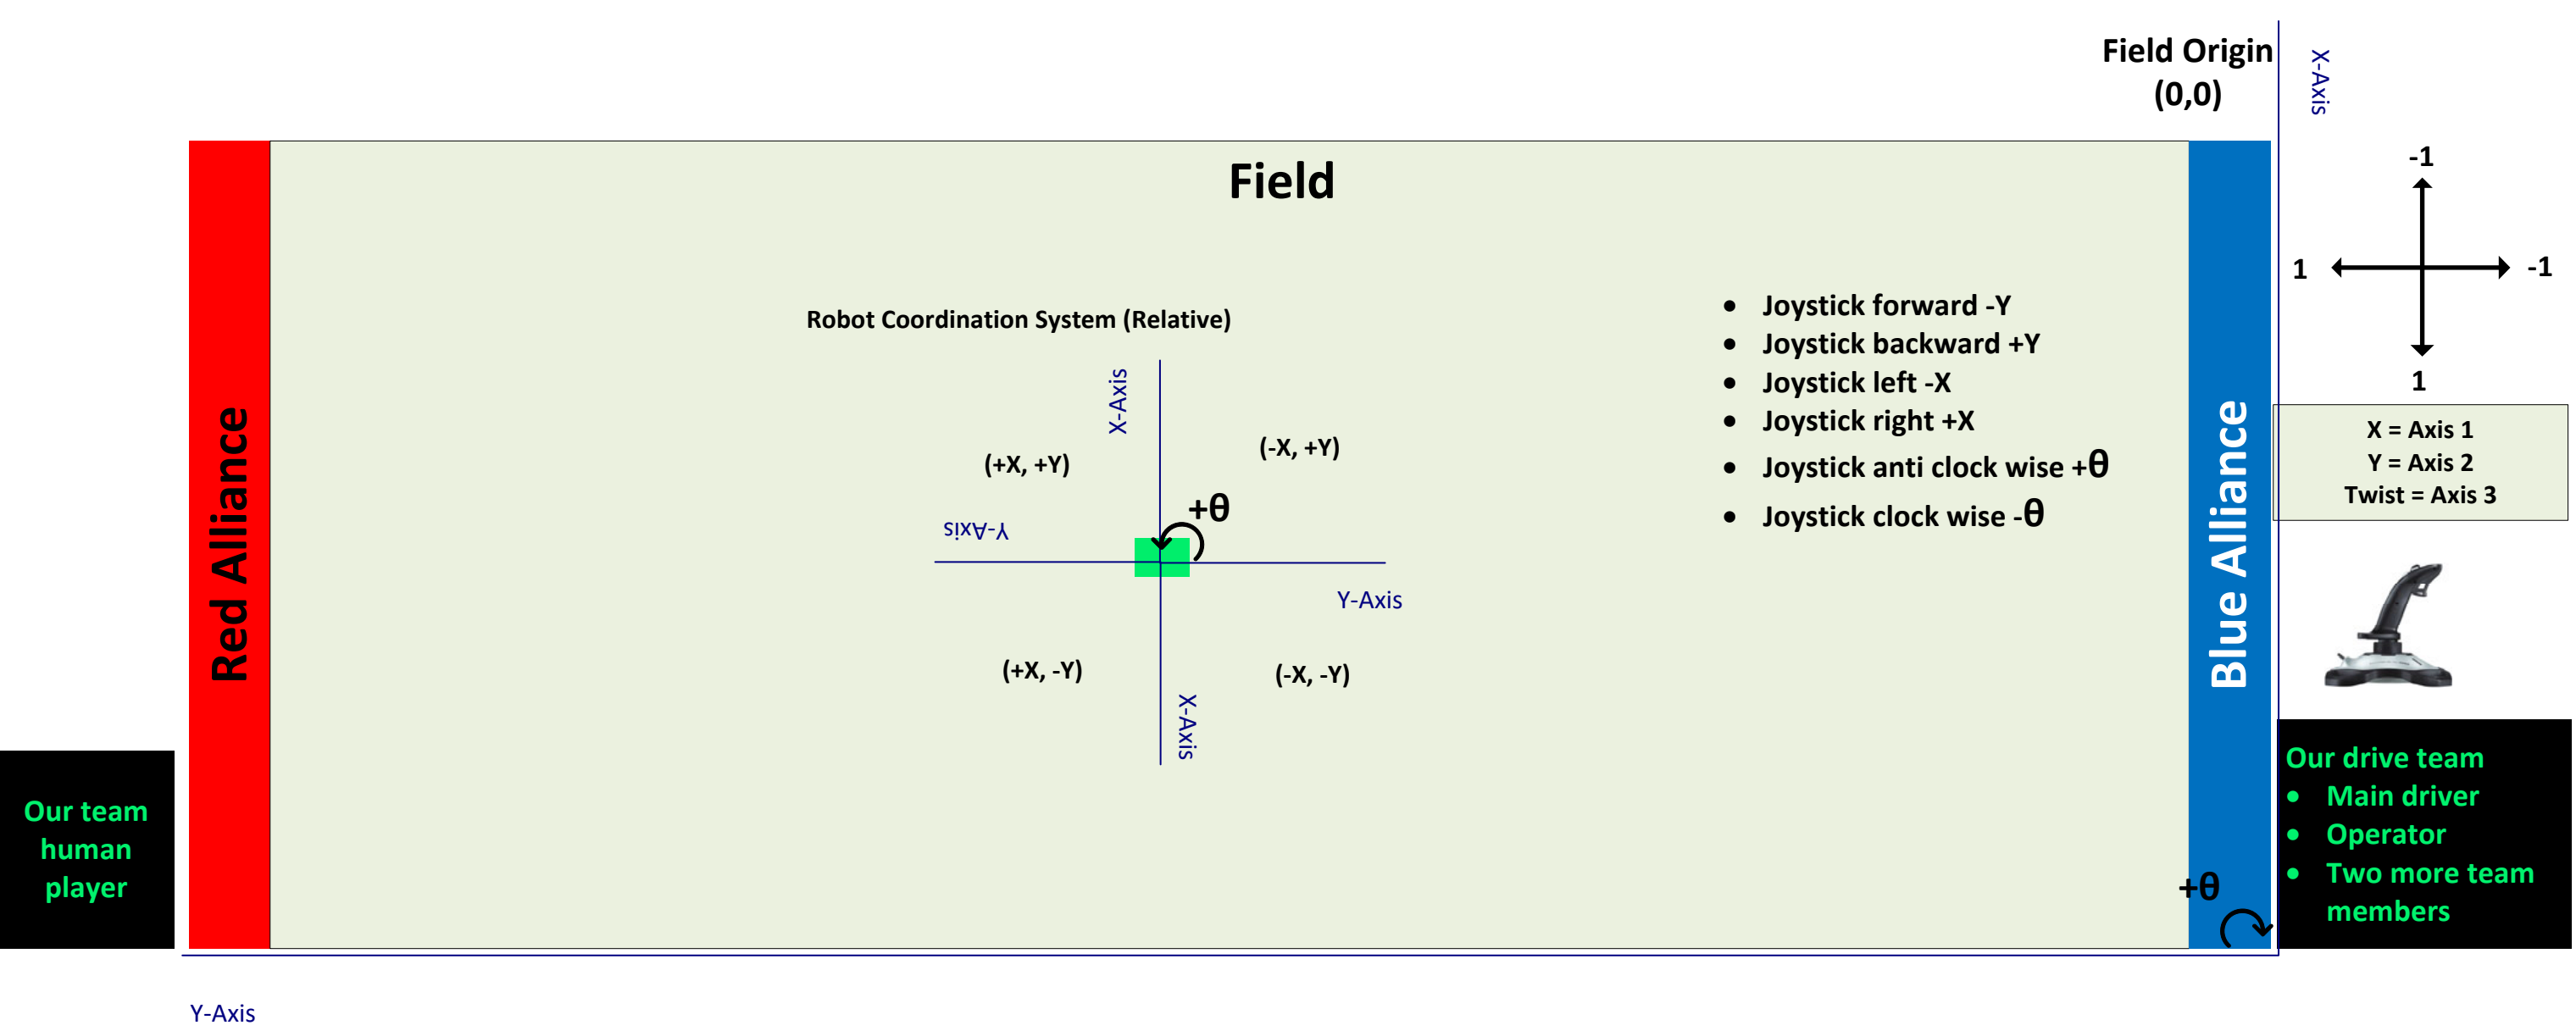 Field Origin
(0,0)
X-Axis
Field
-1
1
-1
1
Robot Coordination System (Relative)
X-Axis
(+X, +Y)
(-X, +Y)
+θ
Y-Axis
Y-Axis
(+X, -Y)
(-X, -Y)
X-Axis
• Joystick forward -Y
• Joystick backward +Y
• Joystick left -X
• Joystick right +X
• Joystick anti clock wise +θ
• Joystick clock wise -θ
Red Alliance
Blue Alliance
X = Axis 1
Y = Axis 2
Twist = Axis 3
Our team
human
player
Our drive team
• Main driver
• Operator
• Two more team
members
+θ
Y-Axis